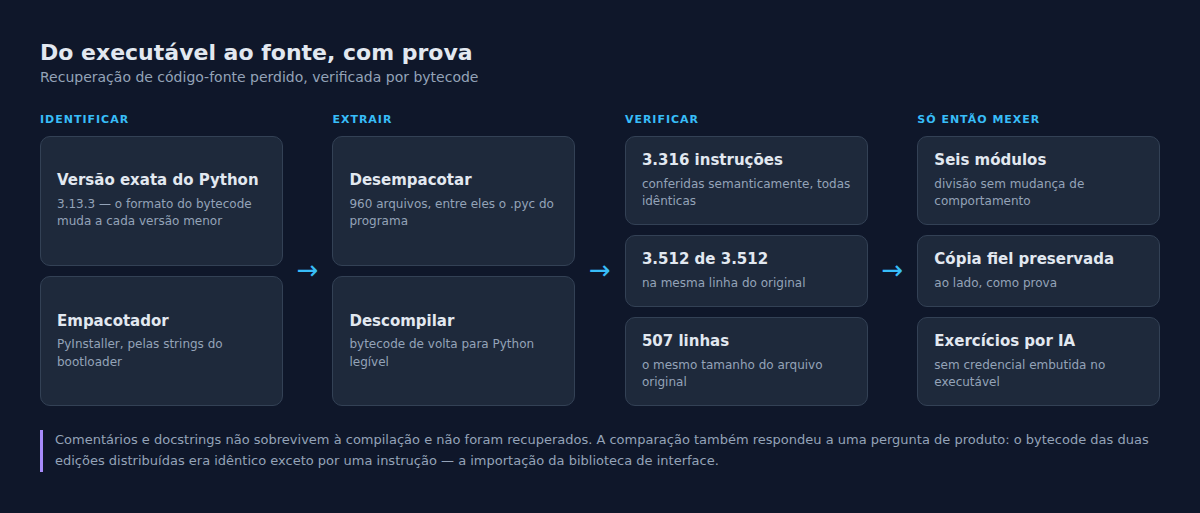 Do executável ao fonte, com prova
Recuperação de código-fonte perdido, verificada por bytecode
IDENTIFICAR
Versão exata do Python
3.13.3 — o formato do bytecode
muda a cada versão menor
Empacotador
PyInstaller, pelas strings do
bootloader
→
EXTRAIR
Desempacotar
960 arquivos, entre eles o .pyc do
programa
Descompilar
bytecode de volta para Python
legível
→
VERIFICAR
3.316 instruções
conferidas semanticamente, todas
idênticas
3.512 de 3.512
na mesma linha do original
507 linhas
o mesmo tamanho do arquivo
original
→
SÓ ENTÃO MEXER
Seis módulos
divisão sem mudança de
comportamento
Cópia fiel preservada
ao lado, como prova
Exercícios por IA
sem credencial embutida no
executável
Comentários e docstrings não sobrevivem à compilação e não foram recuperados. A comparação também respondeu a uma pergunta de produto: o bytecode das duas
edições distribuídas era idêntico exceto por uma instrução — a importação da biblioteca de interface.